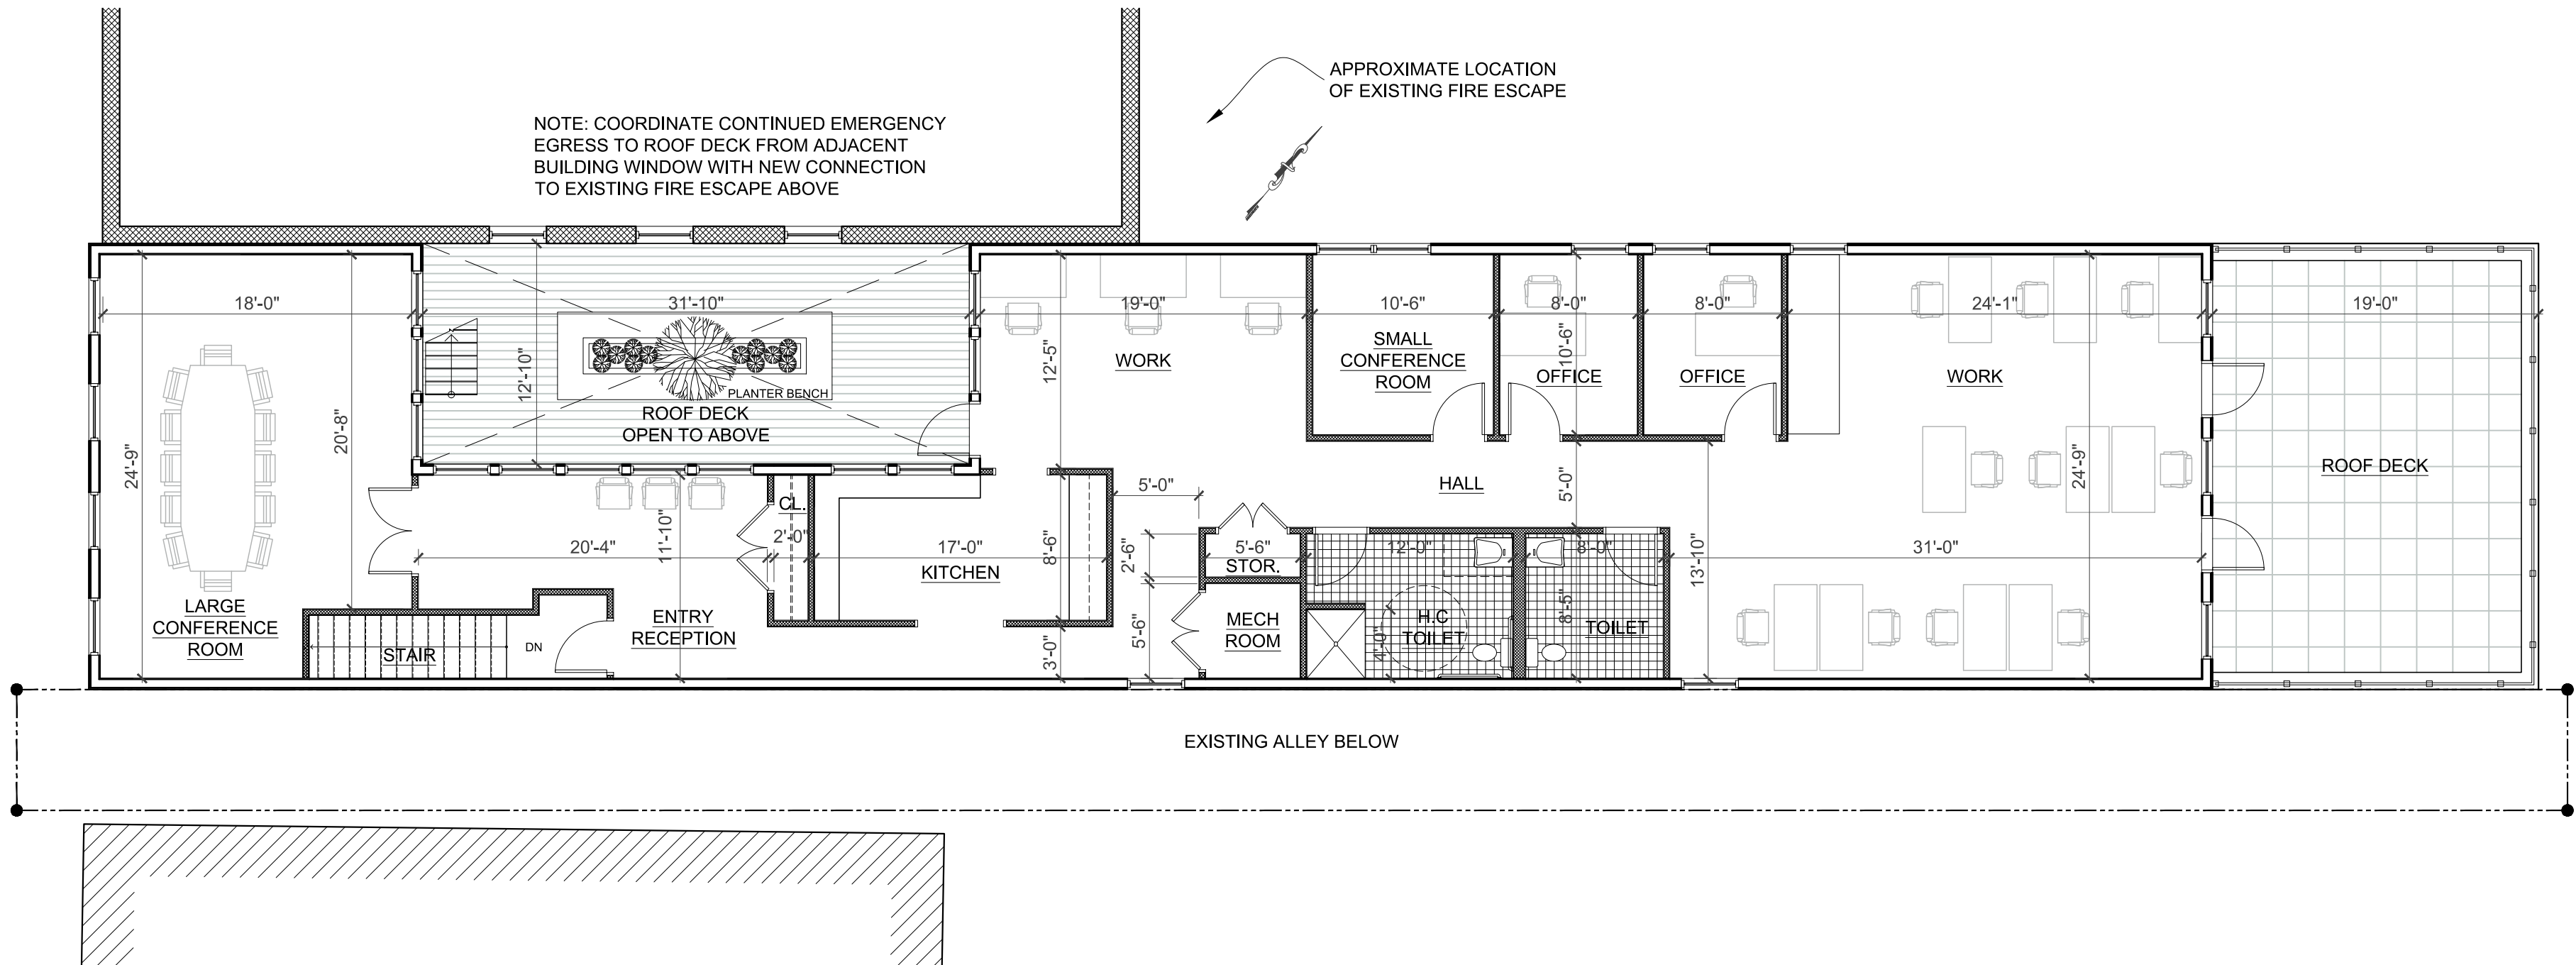 APPROXIMATE LOCATION
OF EXISTING FIRE ESCAPE
NOTE: COORDINATE CONTINUED EMERGENCY
EGRESS TO ROOF DECK FROM ADJACENT
BUILDING WINDOW WITH NEW CONNECTION
TO EXISTING FIRE ESCAPE ABOVE
18'-0"
31'-10"
19'-0"
10'-6"
8'-0"
8'-0"
24'-1"
19'-0"
24'-9"
20'-8"
12'-10"
PLANTER BENCH
ROOF DECK
OPEN TO ABOVE
12'-5"
WORK
SMALL
CONFERENCE
ROOM
10'-6"
OFFICE
OFFICE
WORK
24'-9"
ROOF DECK
HALL
5'-0"
5'-0"
CL.
20'-4"
11'-10"
2'-0"
17'-0"
KITCHEN
8'-6"
2'-6"
5'-6"
STOR.
12'-0"
8'-0"
13'-10"
31'-0"
LARGE
CONFERENCE
ROOM
STAIR
DN
ENTRY
RECEPTION
3'-0"
5'-6"
MECH
ROOM
4'-0"
H.C
TOILET
8'-5"
TOILET
EXISTING ALLEY BELOW